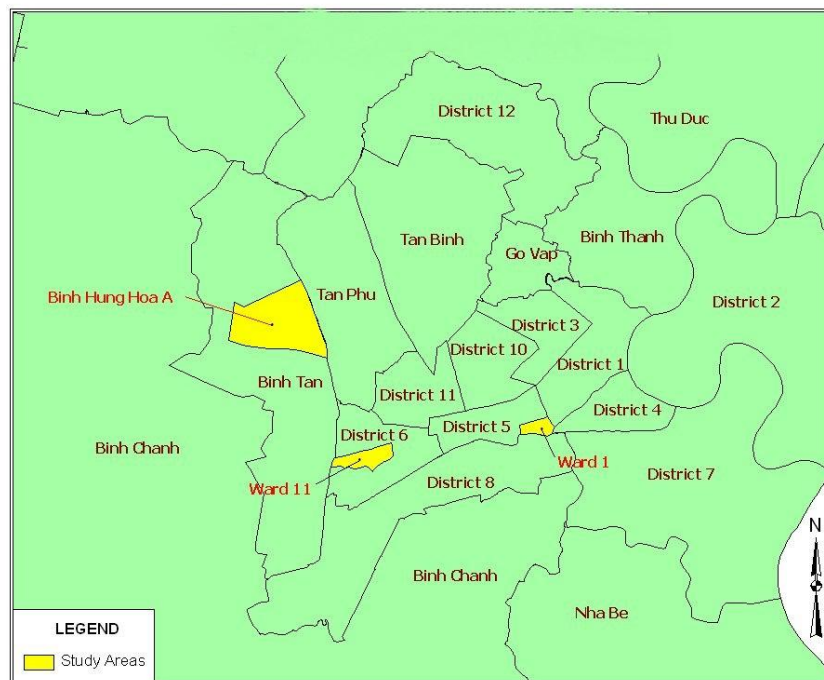 District 12
Thu Duc
Tan Binh
Go Vap
Binh Thanh
Binh Hung Hoa A
Tan Phu
District 2
District 3
District 10
District 1
Binh Tan
District 11
District 4
District 5
District 6
Binh Chanh
Ward 1
District 7
Ward 11
District 8
Binh Chanh
Nha Be
N
LEGEND
Study Areas